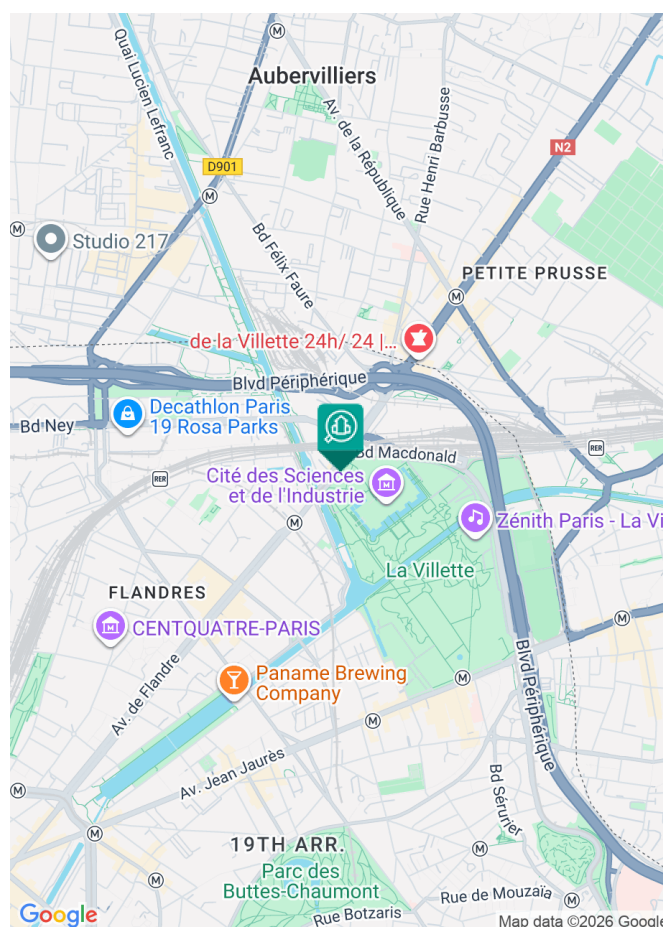 Aubervilliers
Quai Lucien Lefranc
Av. de la République
Rue Henri Barbusse
N2
D901
M
M
M
Studio 217
Bd Félix Faure
PETITE PRUSSE
M
de la Villette 24h/ 24 |...
Blvd Périphérique
Decathlon Paris
19 Rosa Parks
Bd Ney
Bd Macdonald
RER
RER
Cité des Sciences
et de l'Industrie
M
Zénith Paris - La Vi
La Villette
FLANDRES
CENTQUATRE-PARIS
M
Av. de Flandre
Paname Brewing
Company
M
Blvd Périphérique
M
Av. Jean Jaurès
Bd Sérurier
M
M
19TH ARR.
M
Parc des
Buttes-Chaumont
M
Rue de Mouzaïa
M
Rue Botzaris
Google
Map data ©2026 Google